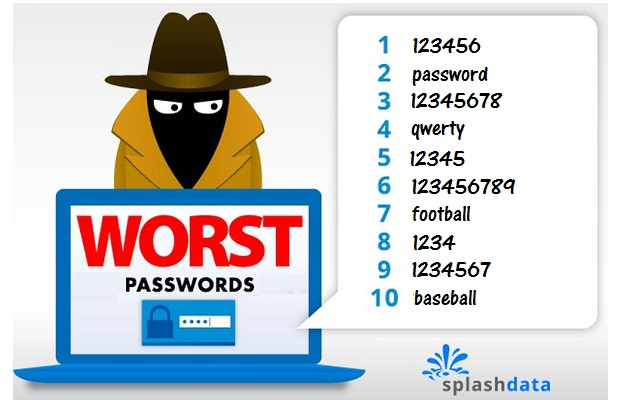 WORST
PASSWORDS
1 123456
2 password
3 12345678
4 qwerty
5 12345
6 123456789
7 football
8 1234
9 1234567
10 baseball
splashdata